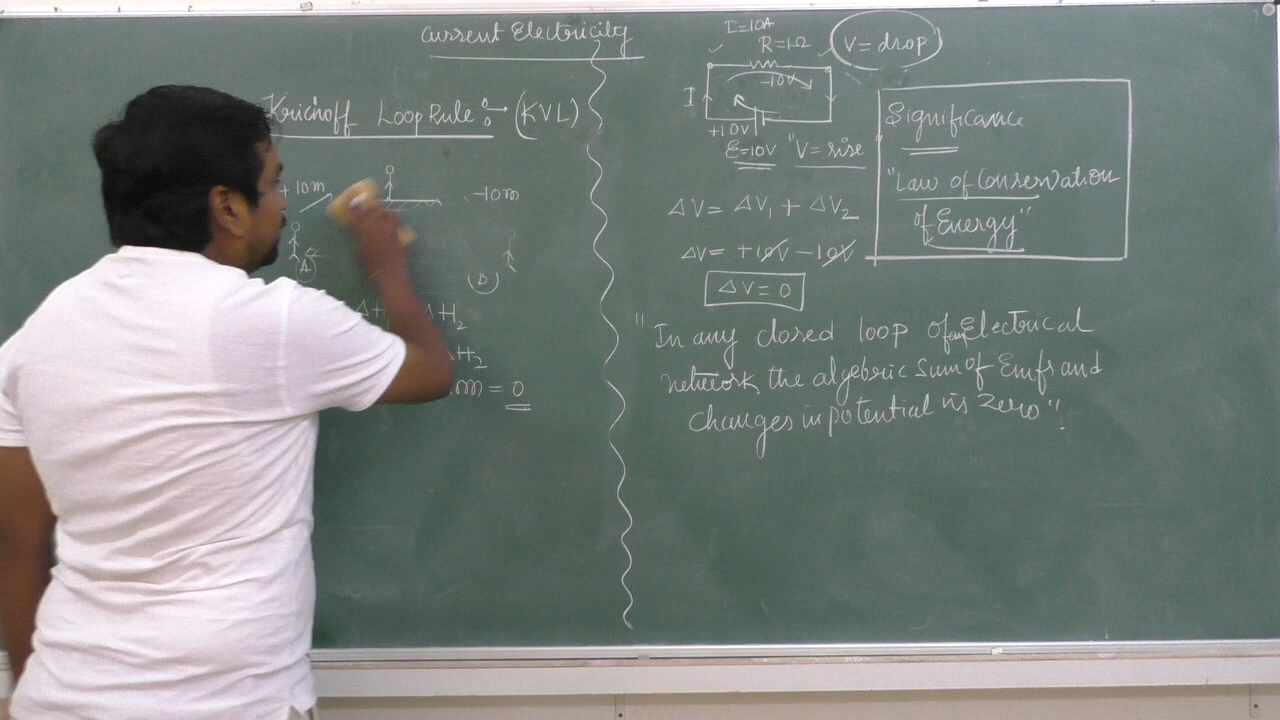 Current Electricity
Kirichoff Loop Rule :→ (KVL)
+10m
-10m
A
B
H₂
H₂
= 0
I=10A
R=1Ω
V= drop
-10V
I
+10V
E=10V "V= rise
ΔV= ΔV₁ + ΔV₂
ΔV= +10V -10V
ΔV= 0
Significance
"Law of Conservation
of Energy"
"In any closed loop of an Electrical
network, the algebric sum of Emfs and
changes in potential is Zero".